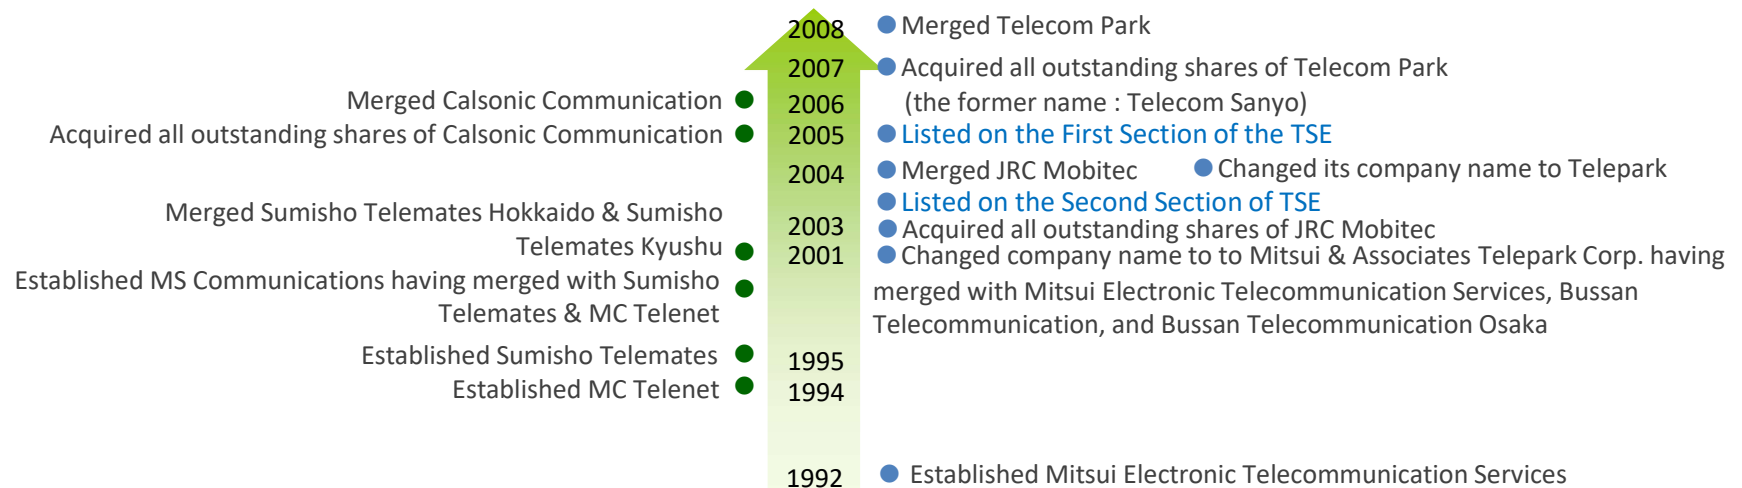 2008
Merged Telecom Park
2007
Acquired all outstanding shares of Telecom Park
(the former name : Telecom Sanyo)
Merged Calsonic Communication
2006
Acquired all outstanding shares of Calsonic Communication
2005
Listed on the First Section of the TSE
2004
Merged JRC Mobitec
Changed its company name to Telepark
Listed on the Second Section of TSE
Merged Sumisho Telemates Hokkaido & Sumisho
Telemates Kyushu
2003
Acquired all outstanding shares of JRC Mobitec
2001
Changed company name to to Mitsui & Associates Telepark Corp. having
merged with Mitsui Electronic Telecommunication Services, Bussan
Telecommunication, and Bussan Telecommunication Osaka
Established MS Communications having merged with Sumisho
Telemates & MC Telenet
Established Sumisho Telemates
1995
Established MC Telenet
1994
1992
Established Mitsui Electronic Telecommunication Services